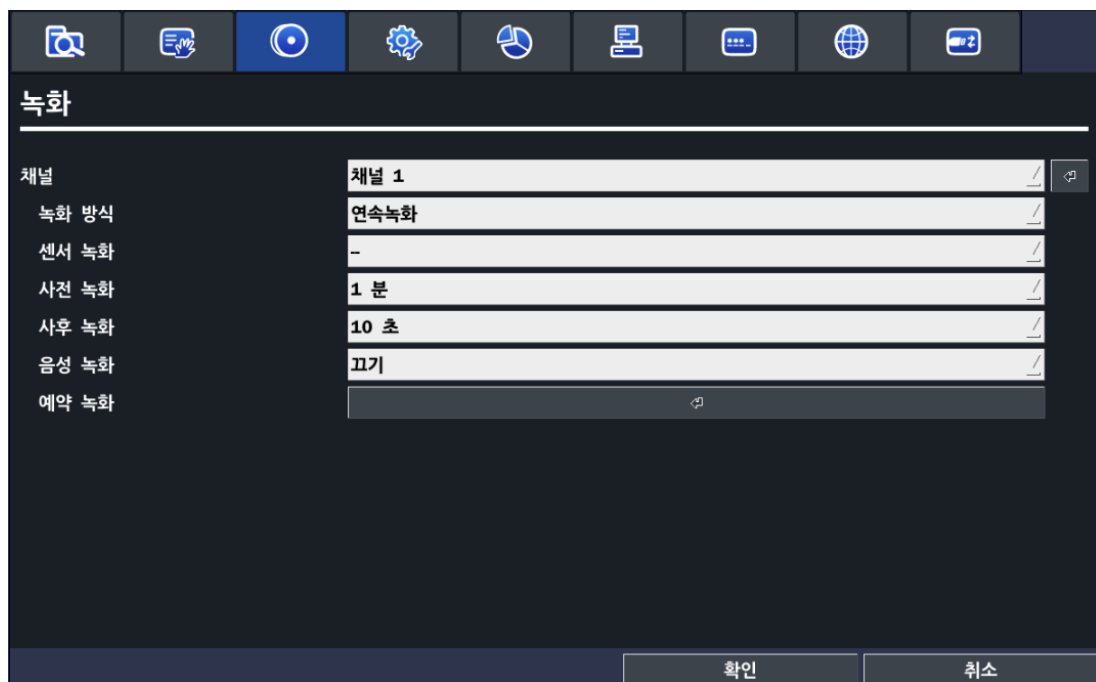 녹화
채널 채널 1
녹화 방식 연속녹화
센서 녹화 -
사전 녹화 1 분
사후 녹화 10 초
음성 녹화 끄기
예약 녹화
확인 취소